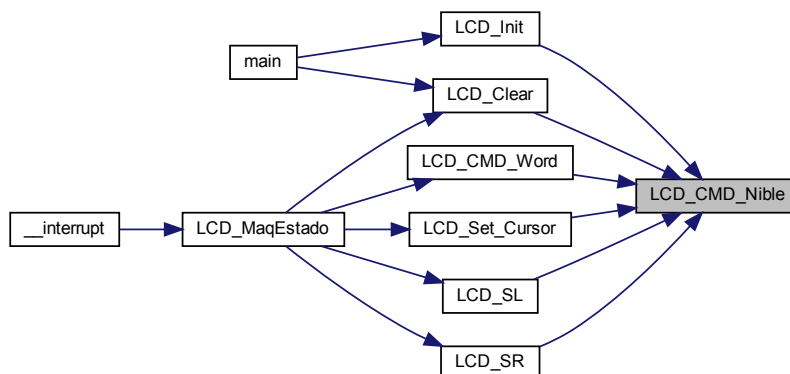 LCD_Init
main
LCD_Clear
LCD_CMD_Word
LCD_CMD_Nible
__interrupt
LCD_MaqEstado
LCD_Set_Cursor
LCD_SL
LCD_SR